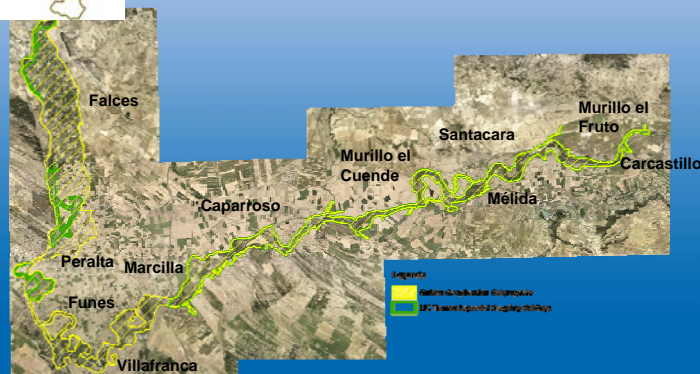 Falces
Murillo el
Fruto
Santacara
Carcastillo
Murillo el
Cuende
Mélida
Caparroso
Peralta
Marcilla
Funes
Villafranca